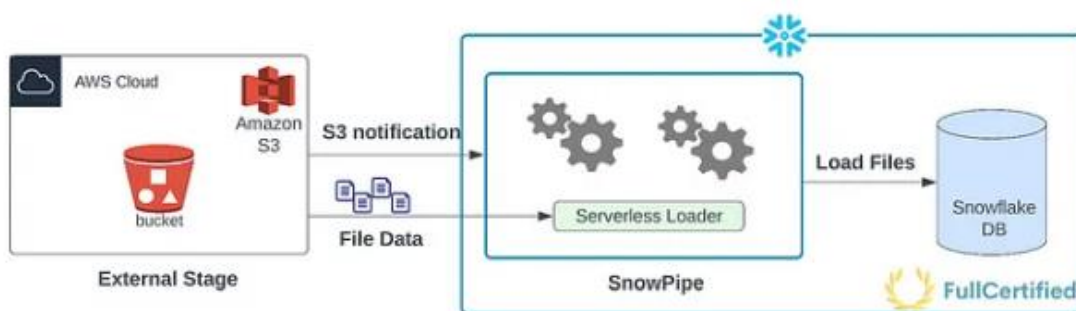 AWS Cloud
Amazon
S3
bucket
External Stage
S3 notification
File Data
Serverless Loader
SnowPipe
Load Files
Snowflake
DB
FullCertified